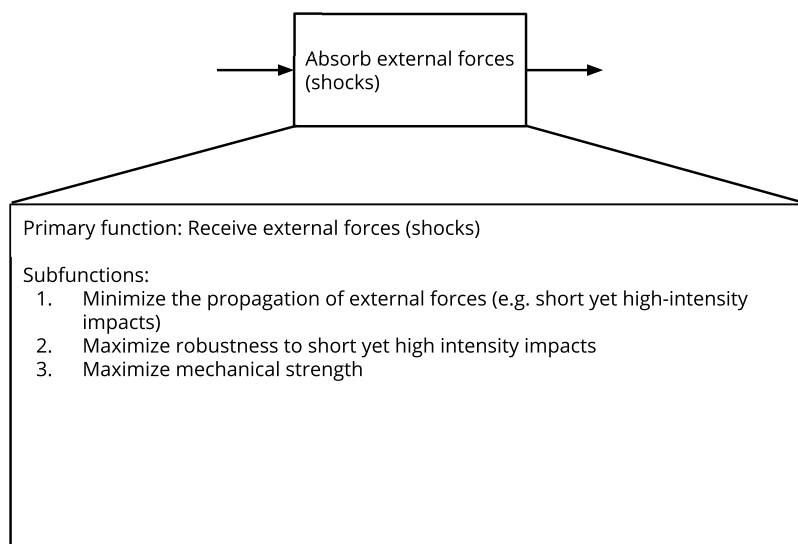 Absorb external forces
(shocks)
Primary function: Receive external forces (shocks)
Subfunctions:
1. Minimize the propagation of external forces (e.g. short yet high-intensity
impacts)
2. Maximize robustness to short yet high intensity impacts
3. Maximize mechanical strength